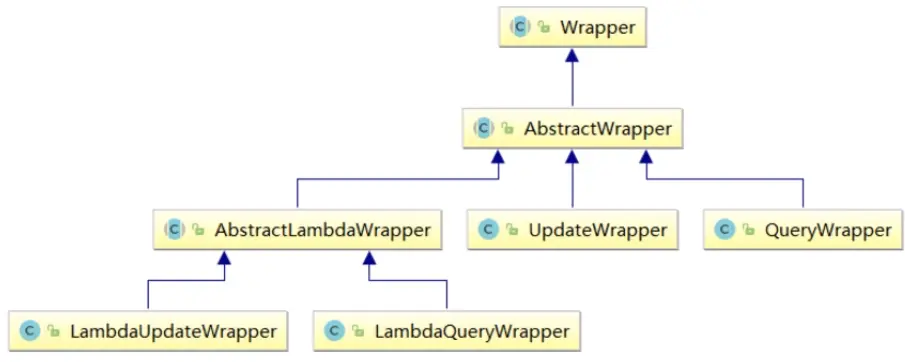 C Wrapper
C AbstractWrapper
C AbstractLambdaWrapper
C UpdateWrapper
C QueryWrapper
C LambdaUpdateWrapper
C LambdaQueryWrapper